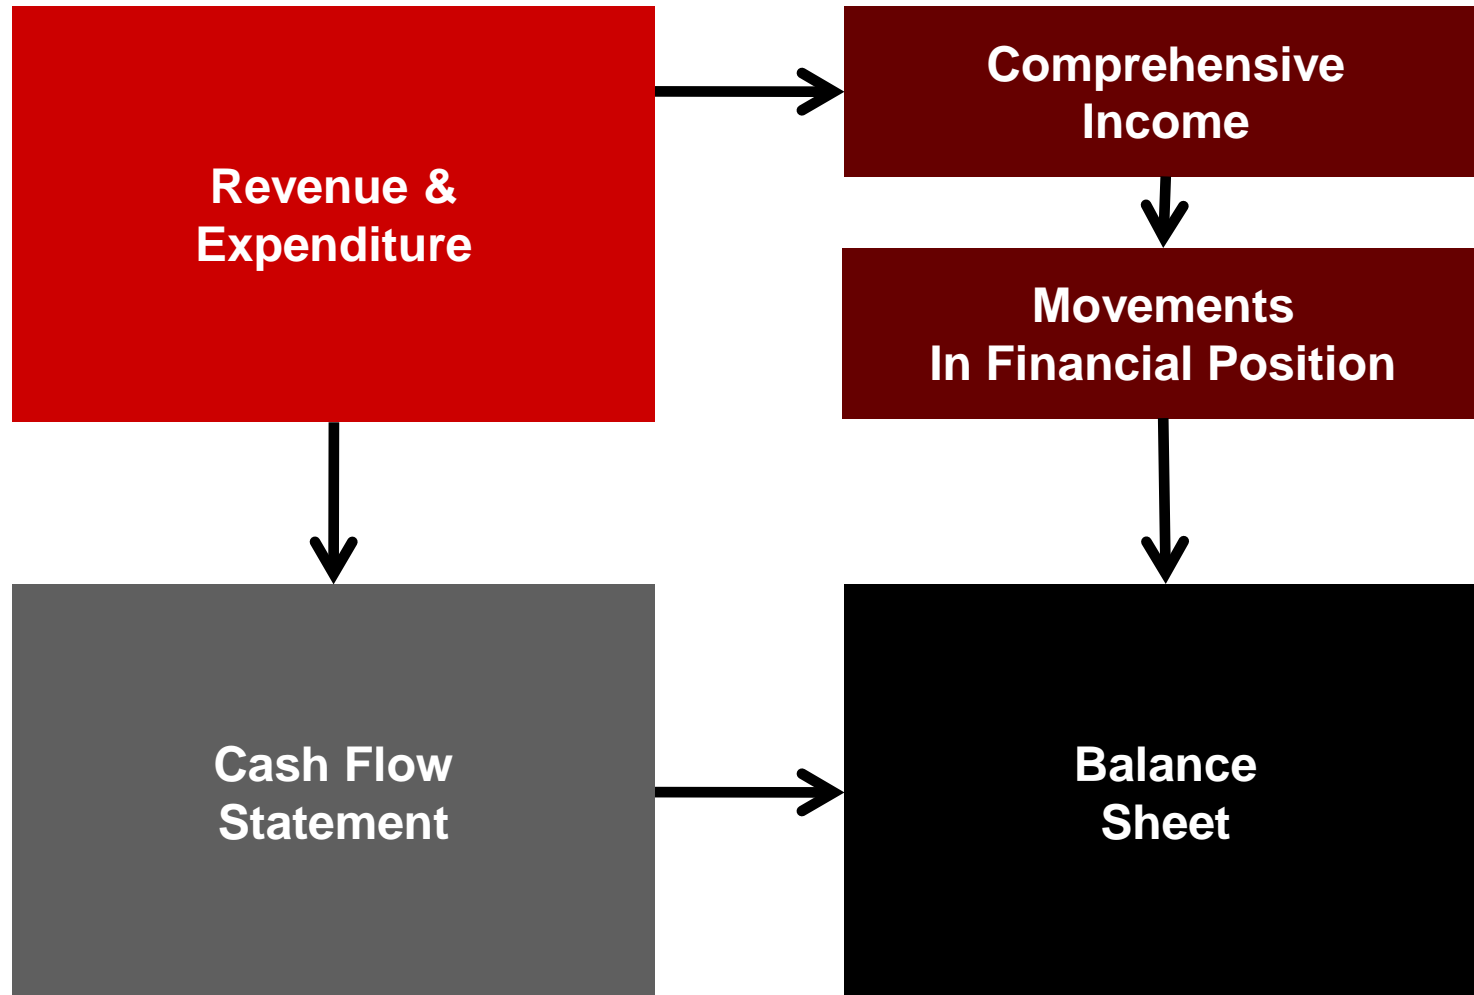 Revenue &
Expenditure
Comprehensive
Income
Movements
In Financial Position
Cash Flow
Statement
Balance
Sheet